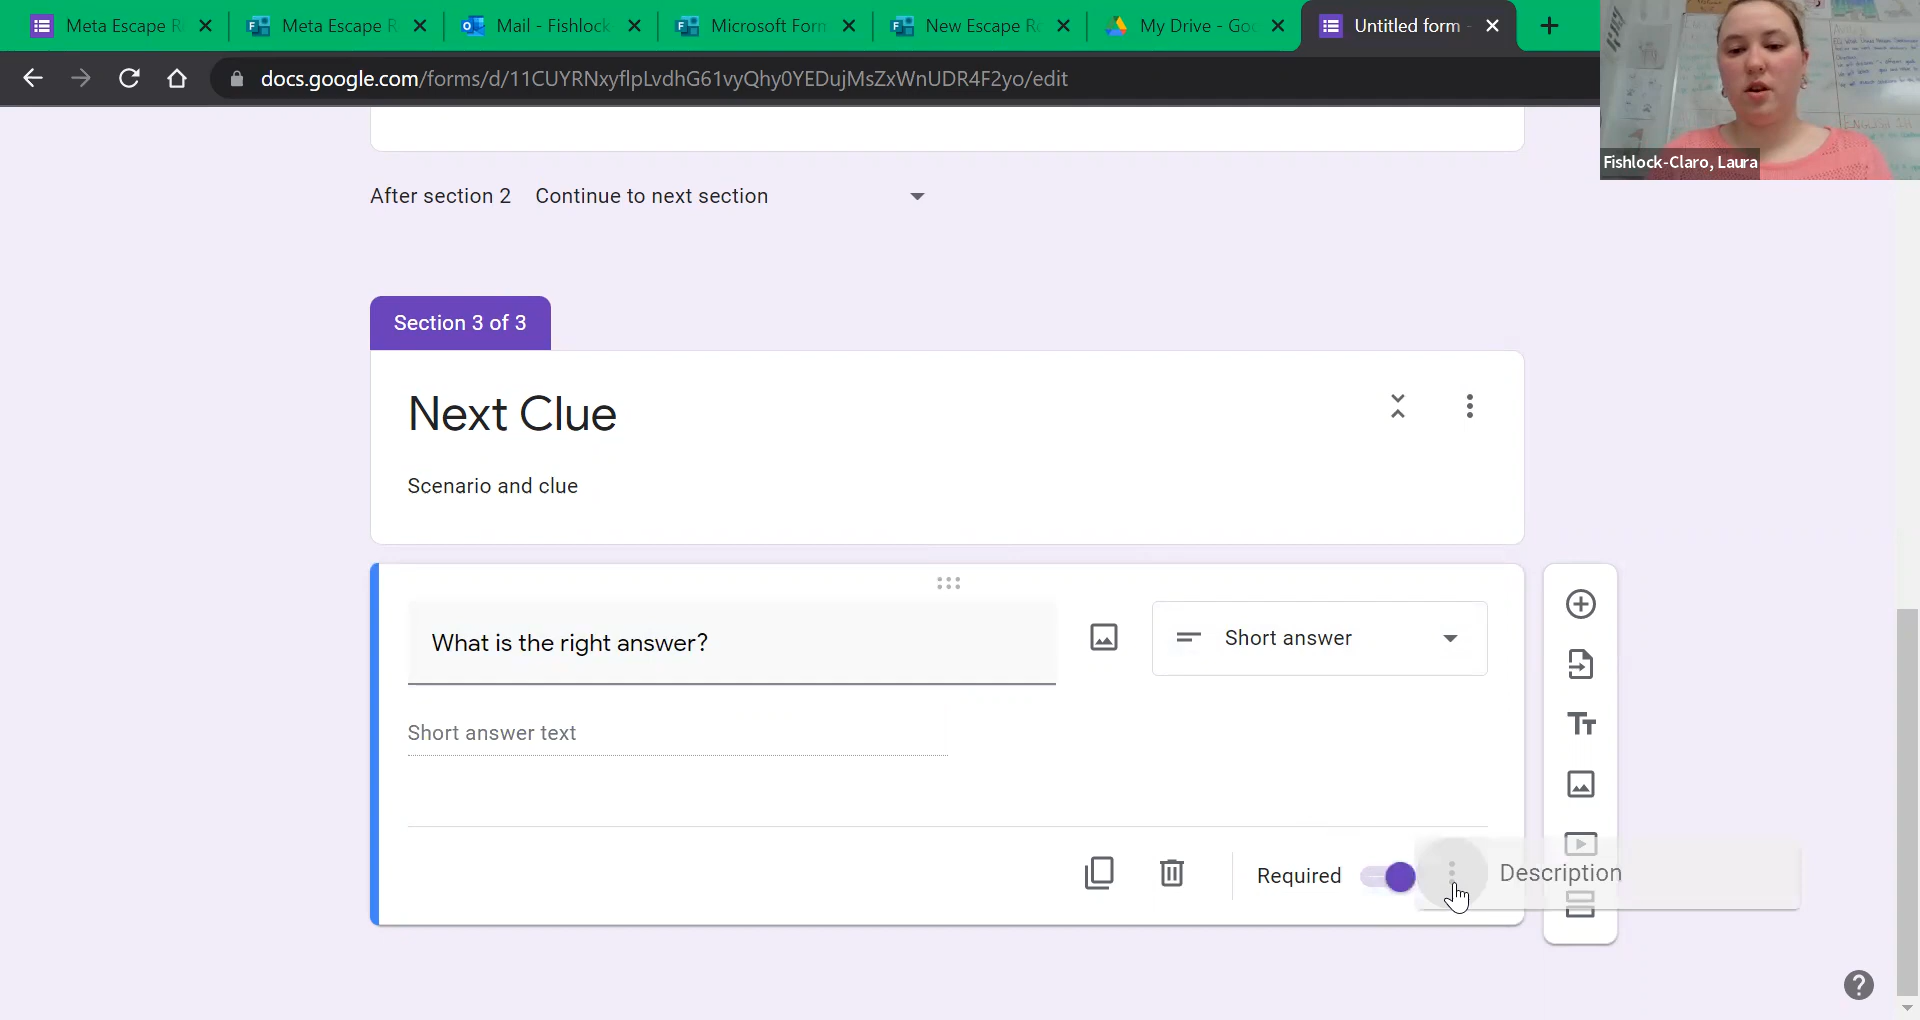 Meta Escape R
Meta Escape R
Mail - Fishlock
Microsoft Form
New Escape Ro
My Drive - Goo
Untitled form -
docs.google.com/forms/d/11CUYRNxyflpLvdhG61vyQhy0YEDujMsZxWnUDR4F2yo/edit
Fishlock-Claro, Laura
After section 2 Continue to next section
Section 3 of 3
Next Clue
Scenario and clue
What is the right answer?
Short answer
Short answer text
Required
Description